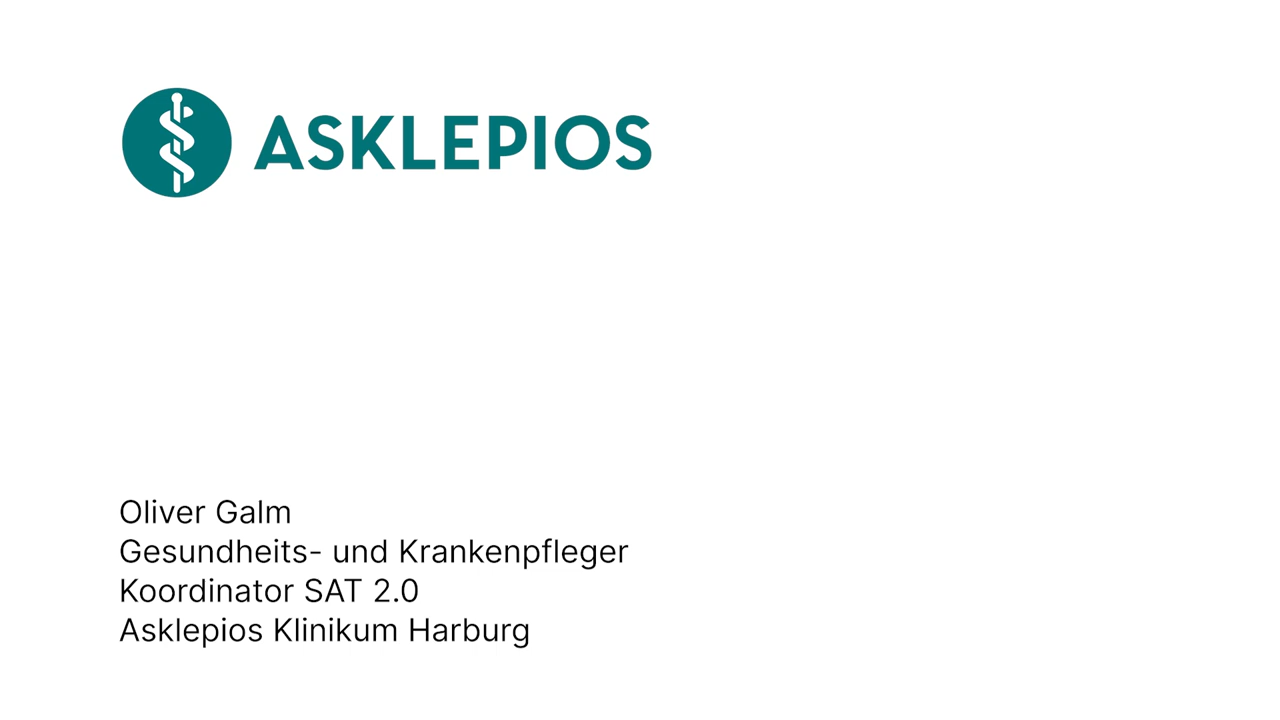 ASKLEPIOS
Oliver Galm
Gesundheits- und Krankenpfleger
Koordinator SAT 2.0
Asklepios Klinikum Harburg